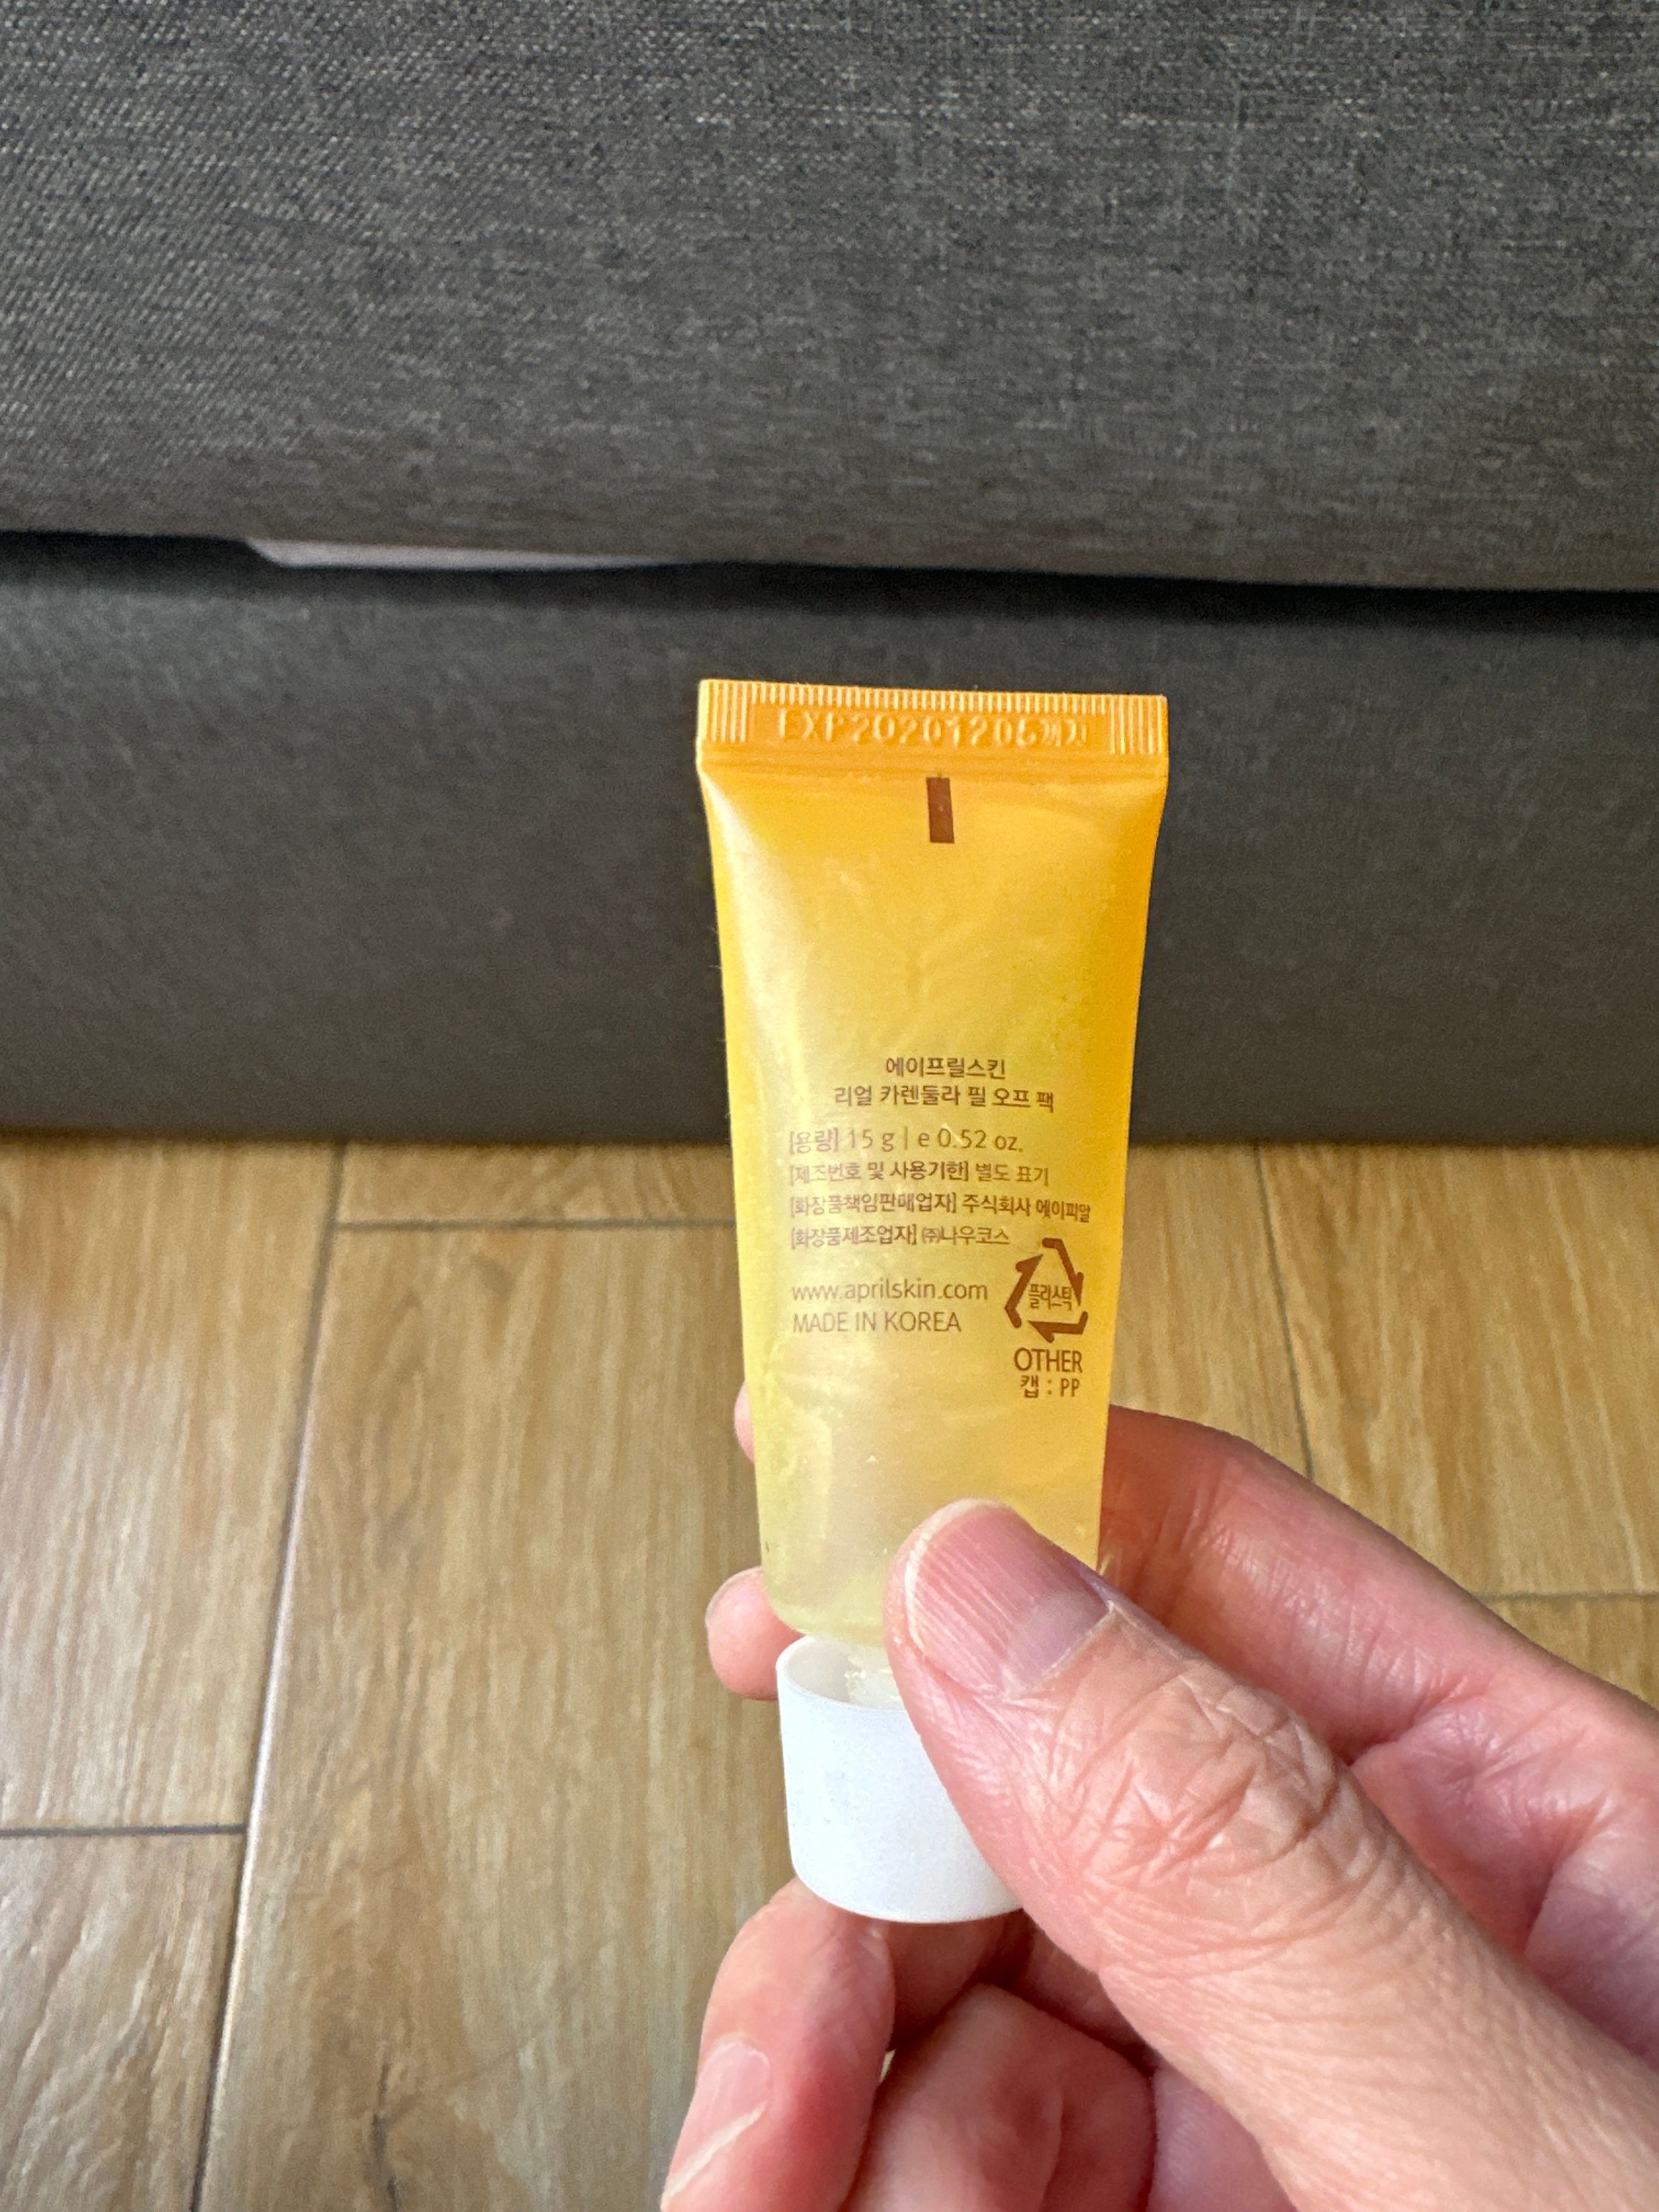 EXP20201205까지
에이프릴스킨
리얼 카렌둘라 필 오프 팩
[용량] 15 g | e 0.52 oz.
[제조번호 및 사용기한] 별도 표기
[화장품책임판매업자] 주식회사 에이피알
[화장품제조업자] ㈜나우코스
www.aprilskin.com
MADE IN KOREA
플라스틱
OTHER
캡 : PP